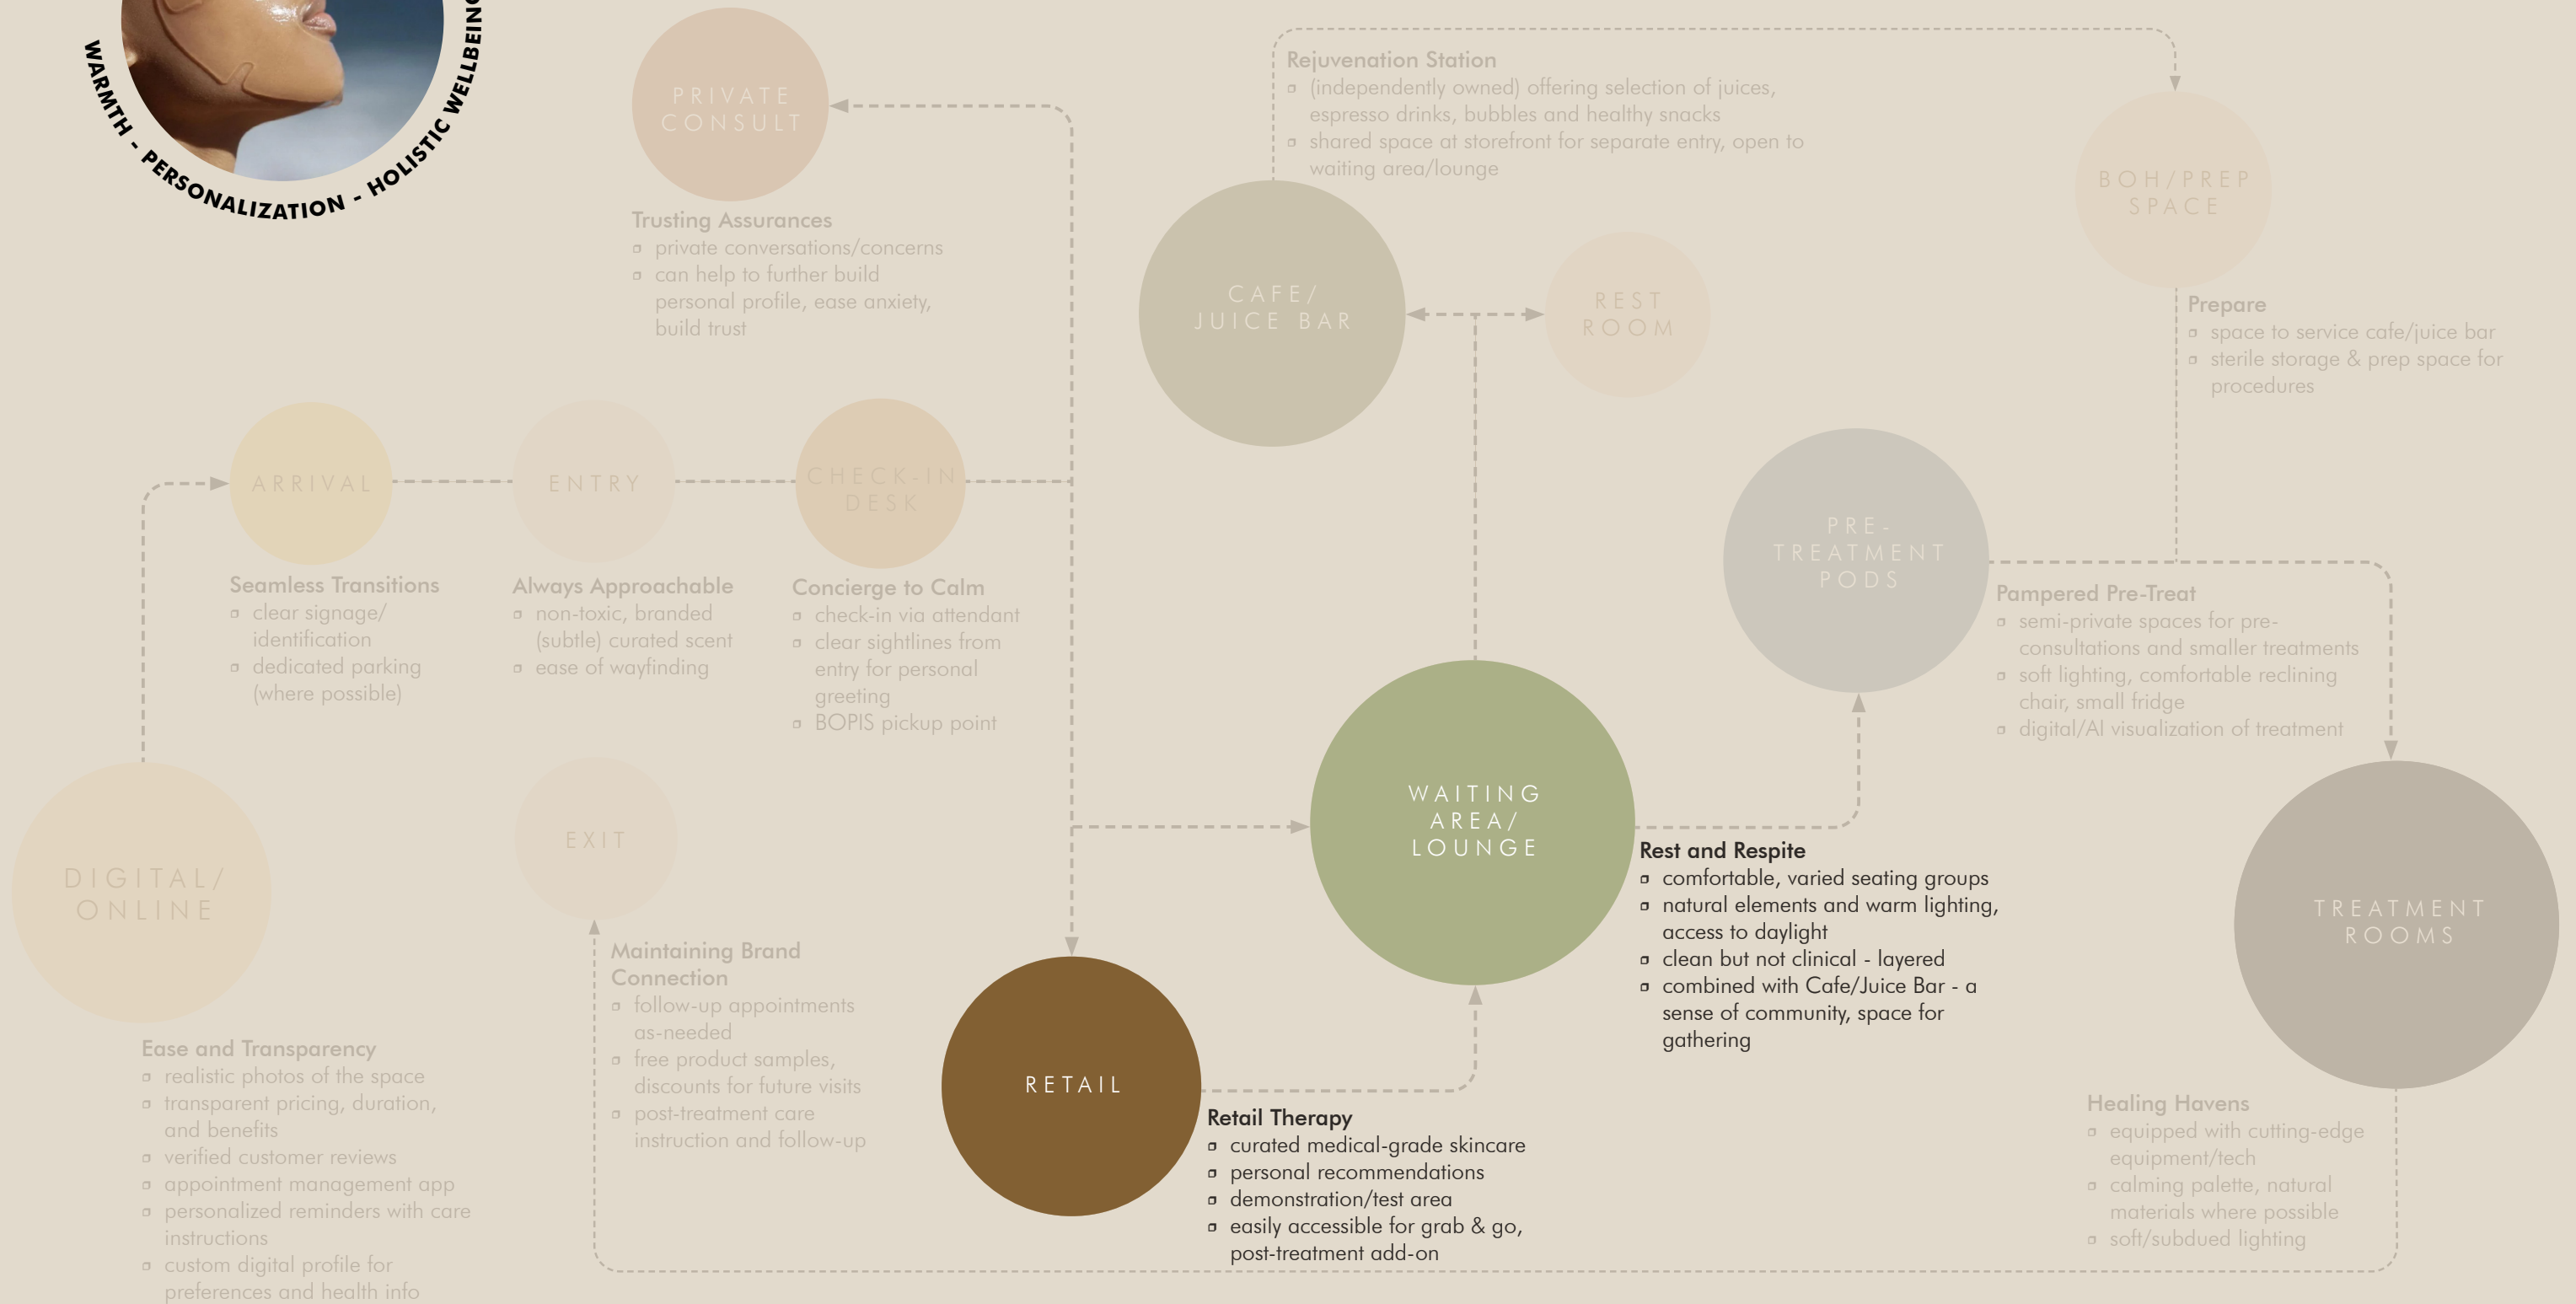 WARMTH - PERSONALIZATION - HOLISTIC WELLBEING
PRIVATE
CONSULT
Trusting Assurances
private conversations/concerns
can help to further build
personal profile, ease anxiety,
build trust
Rejuvenation Station
(independently owned) offering selection of juices,
espresso drinks, bubbles and healthy snacks
shared space at storefront for separate entry, open to
waiting area/lounge
CAFE/
JUICE BAR
REST
ROOM
BOH/PREP
SPACE
Prepare
space to service cafe/juice bar
sterile storage & prep space for
procedures
ARRIVAL
Seamless Transitions
clear signage/
identification
dedicated parking
(where possible)
ENTRY
Always Approachable
non-toxic, branded
(subtle) curated scent
ease of wayfinding
CHECK-IN
DESK
Concierge to Calm
check-in via attendant
clear sightlines from
entry for personal
greeting
BOPIS pickup point
PRE-
TREATMENT
PODS
Pampered Pre-Treat
semi-private spaces for pre-
consultations and smaller treatments
soft lighting, comfortable reclining
chair, small fridge
digital/AI visualization of treatment
DIGITAL/
ONLINE
Ease and Transparency
realistic photos of the space
transparent pricing, duration,
and benefits
verified customer reviews
appointment management app
personalized reminders with care
instructions
custom digital profile for
preferences and health info
EXIT
Maintaining Brand
Connection
follow-up appointments
as-needed
free product samples,
discounts for future visits
post-treatment care
instruction and follow-up
RETAIL
Retail Therapy
curated medical-grade skincare
personal recommendations
demonstration/test area
easily accessible for grab & go,
post-treatment add-on
WAITING
AREA/
LOUNGE
Rest and Respite
comfortable, varied seating groups
natural elements and warm lighting,
access to daylight
clean but not clinical - layered
combined with Cafe/Juice Bar - a
sense of community, space for
gathering
TREATMENT
ROOMS
Healing Havens
equipped with cutting-edge
equipment/tech
calming palette, natural
materials where possible
soft/subdued lighting